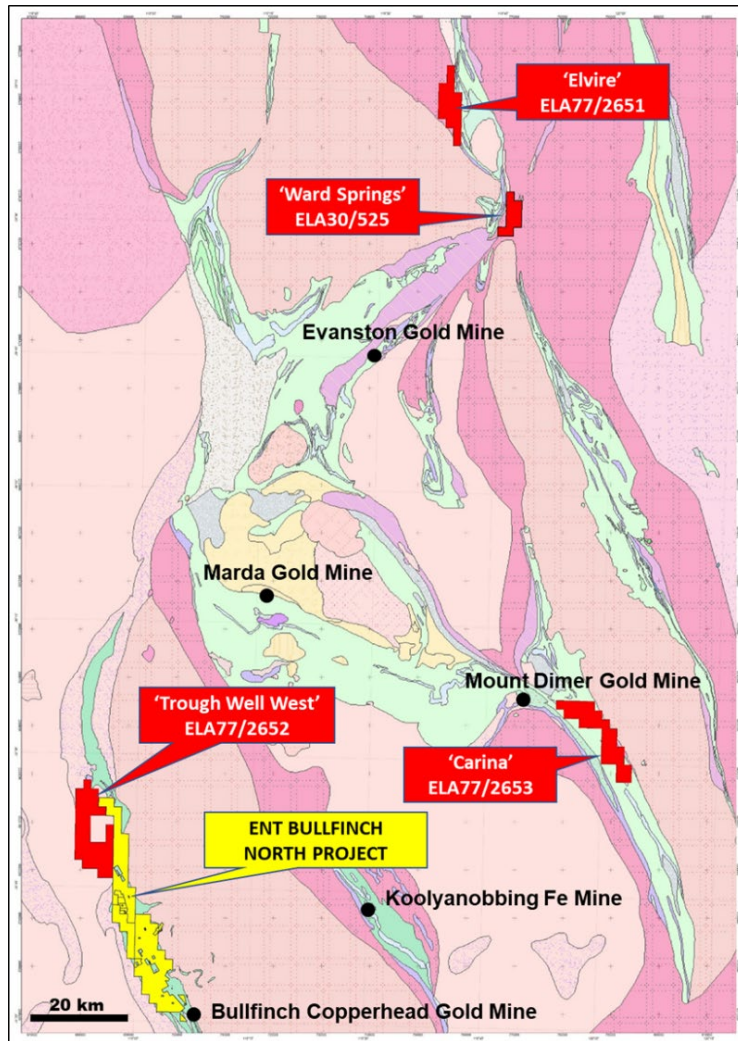 ‘Elvire’
ELA77/2651
‘Ward Springs’
ELA30/525
Evanston Gold Mine
Marda Gold Mine
Mount Dimer Gold Mine
‘Trough Well West’
ELA77/2652
‘Carina’
ELA77/2653
ENT BULLFINCH
NORTH PROJECT
Koolyanobbing Fe Mine
20 km
Bullfinch Copperhead Gold Mine